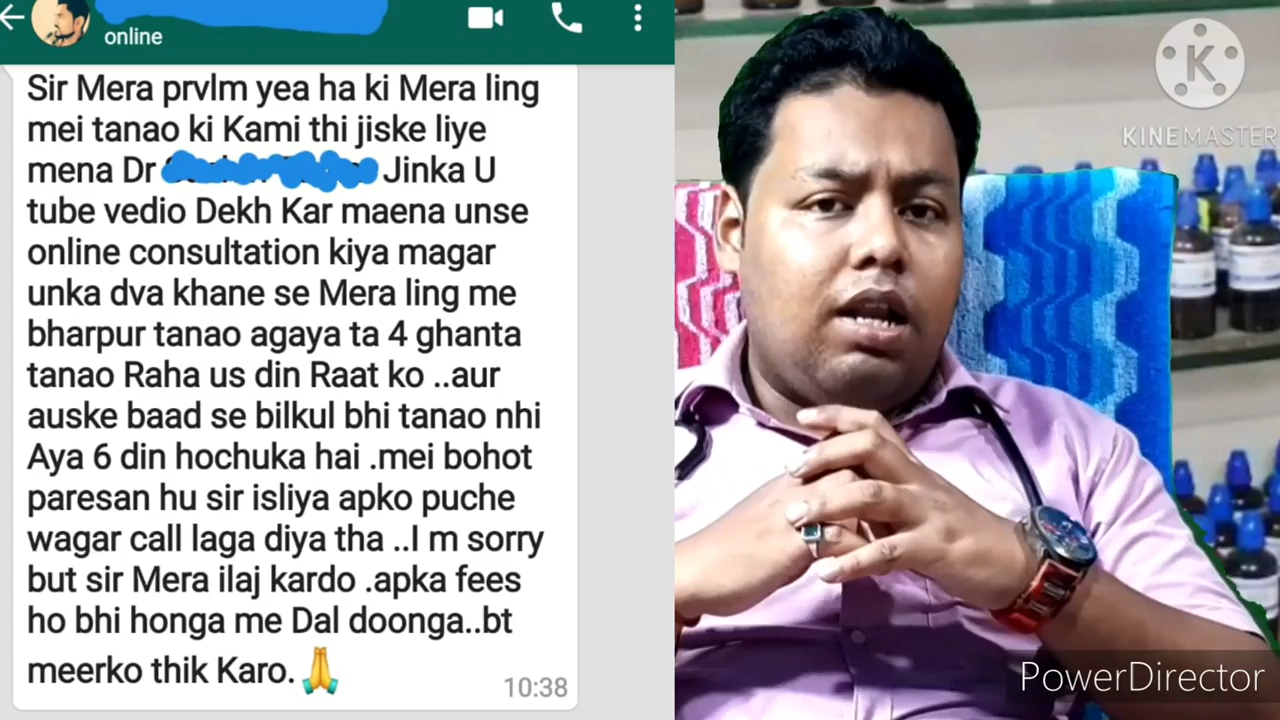 online
Sir Mera prvlm yea ha ki Mera ling
mei tanao ki Kami thi jiske liye
mena Dr Jinka U
tube vedio Dekh Kar maena unse
online consultation kiya magar
unka dva khane se Mera ling me
bharpur tanao agaya ta 4 ghanta
tanao Raha us din Raat ko ..aur
auske baad se bilkul bhi tanao nhi
Aya 6 din hochuka hai .mei bohot
paresan hu sir isliya apko puche
wagar call laga diya tha ..I m sorry
but sir Mera ilaj kardo .apka fees
ho bhi honga me Dal doonga..bt
meerko thik Karo.🙏
10:38
K
KINEMASTER
PowerDirector